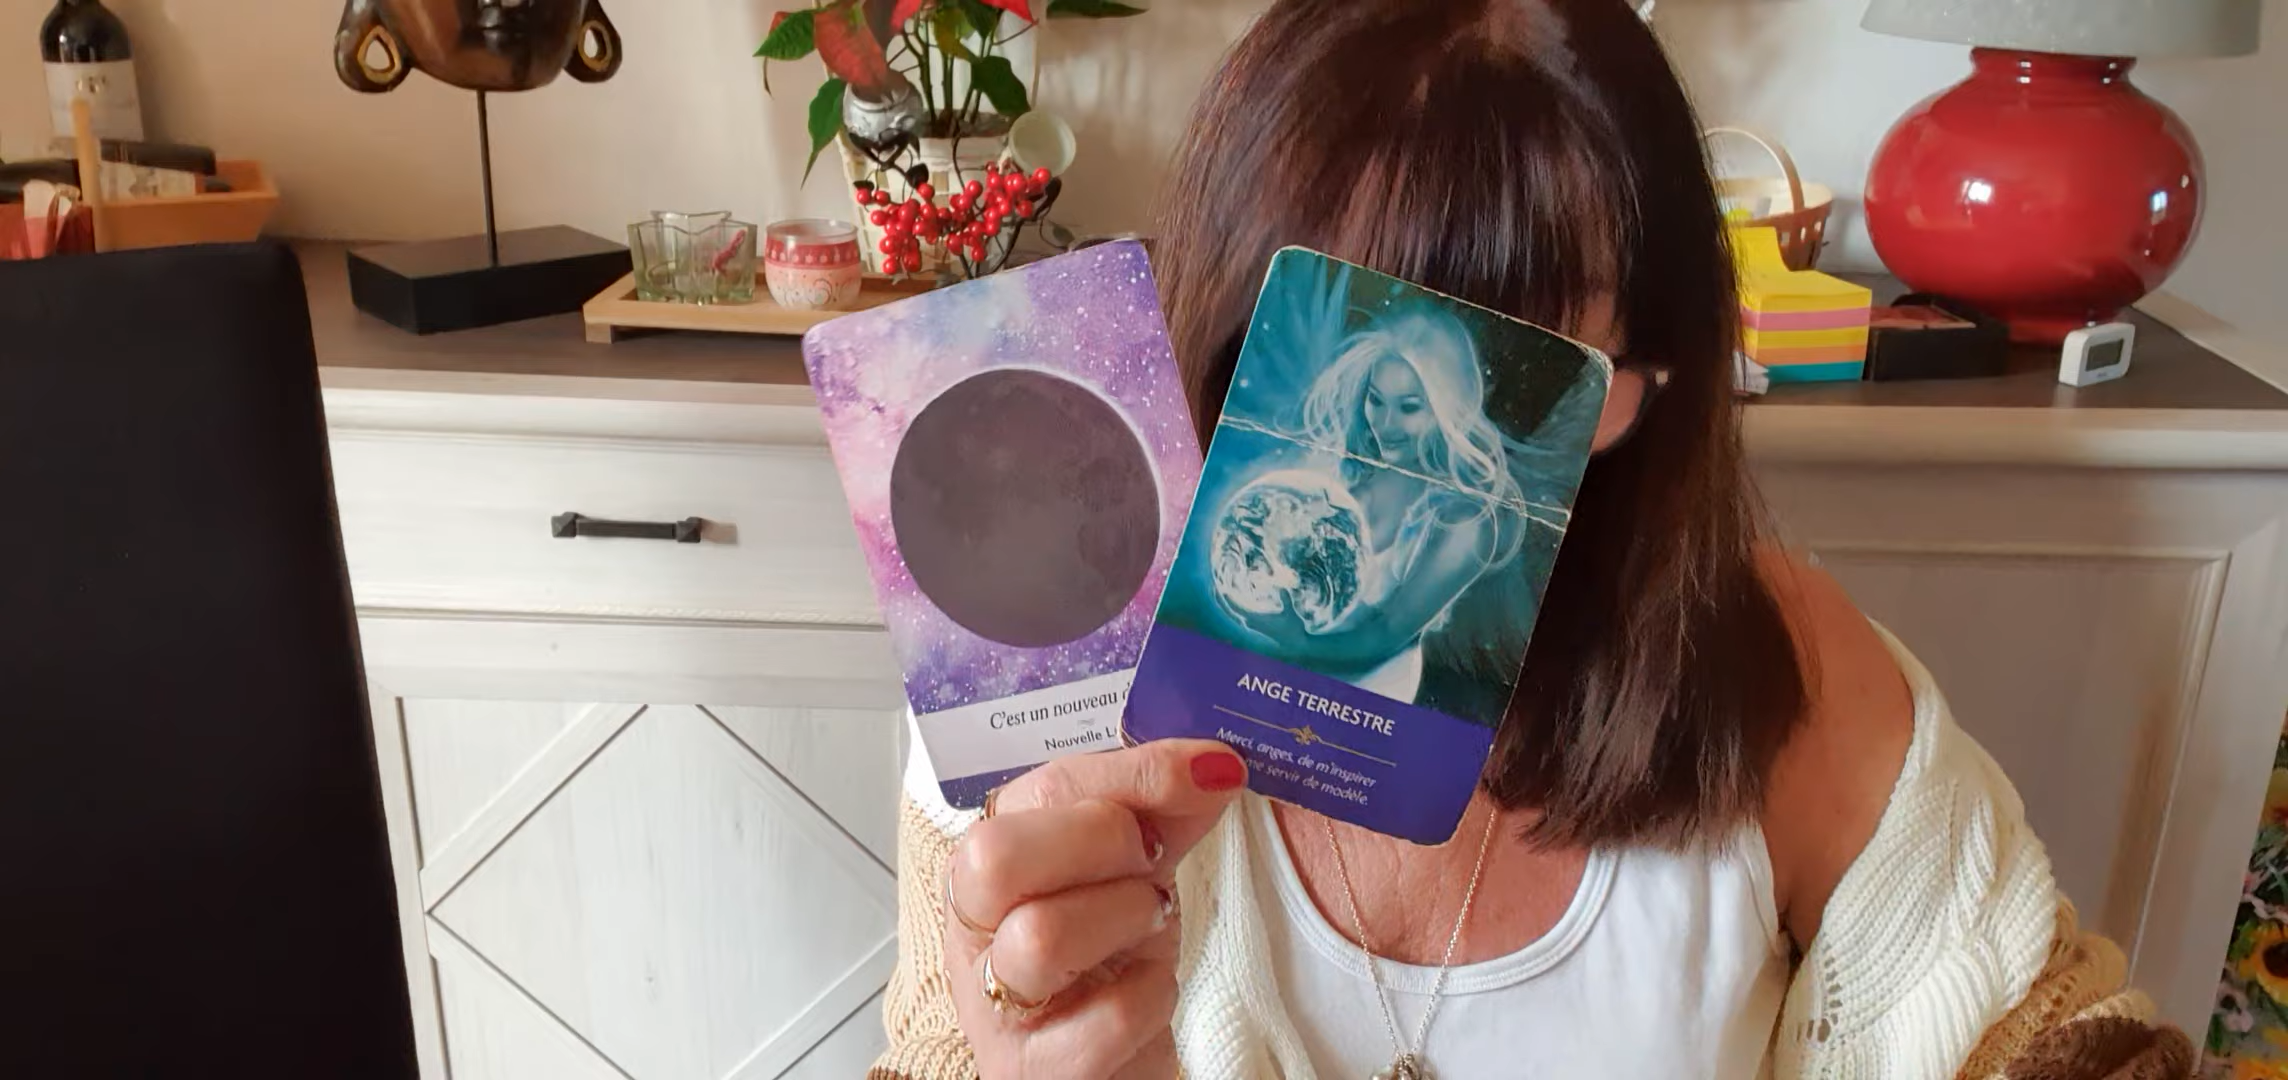 C'est un nouveau
Nouvelle
ANGE TERRESTRE
Merci, anges, de m'inspirer
me servir de modèle.